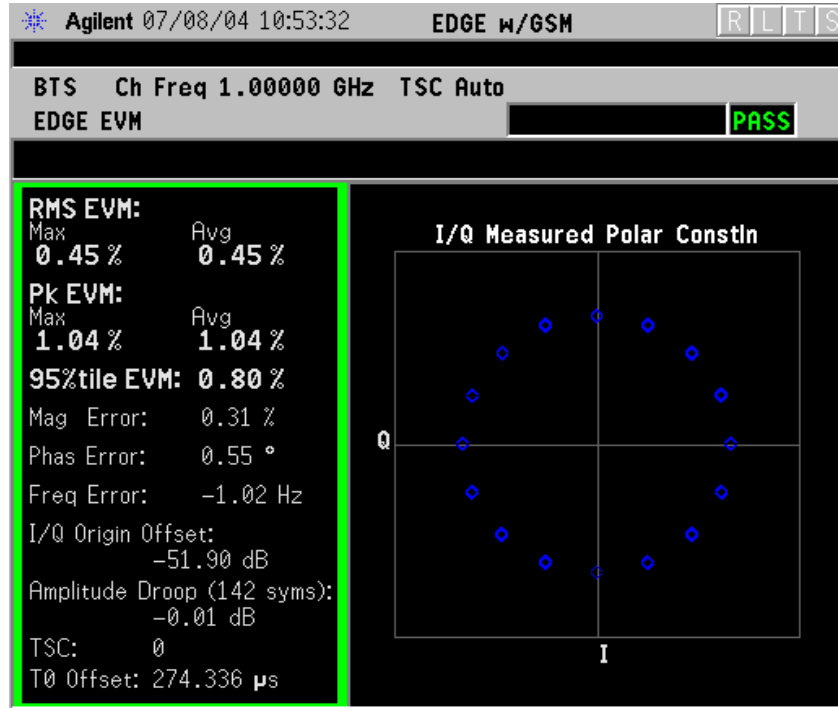 Agilent 07/08/04 10:53:32 EDGE w/GSM R L T S
BTS Ch Freq 1.00000 GHz TSC Auto
EDGE EVM PASS
RMS EVM:
Max Avg
0.45 % 0.45 %
Pk EVM:
Max Avg
1.04 % 1.04 %
95%tile EVM: 0.80 %
Mag Error: 0.31 %
Phas Error: 0.55 °
Freq Error: -1.02 Hz
I/Q Origin Offset:
-51.90 dB
Amplitude Droop (142 syms):
-0.01 dB
TSC: 0
T0 Offset: 274.336 µs
I/Q Measured Polar Constln
Q
I